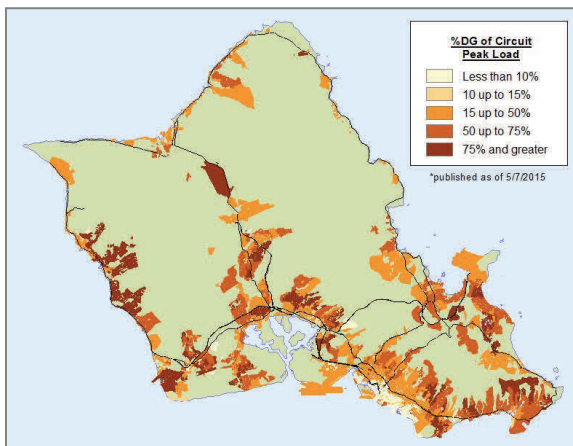 %DG of Circuit
Peak Load
Less than 10%
10 up to 15%
15 up to 50%
50 up to 75%
75% and greater
*published as of 5/7/2015